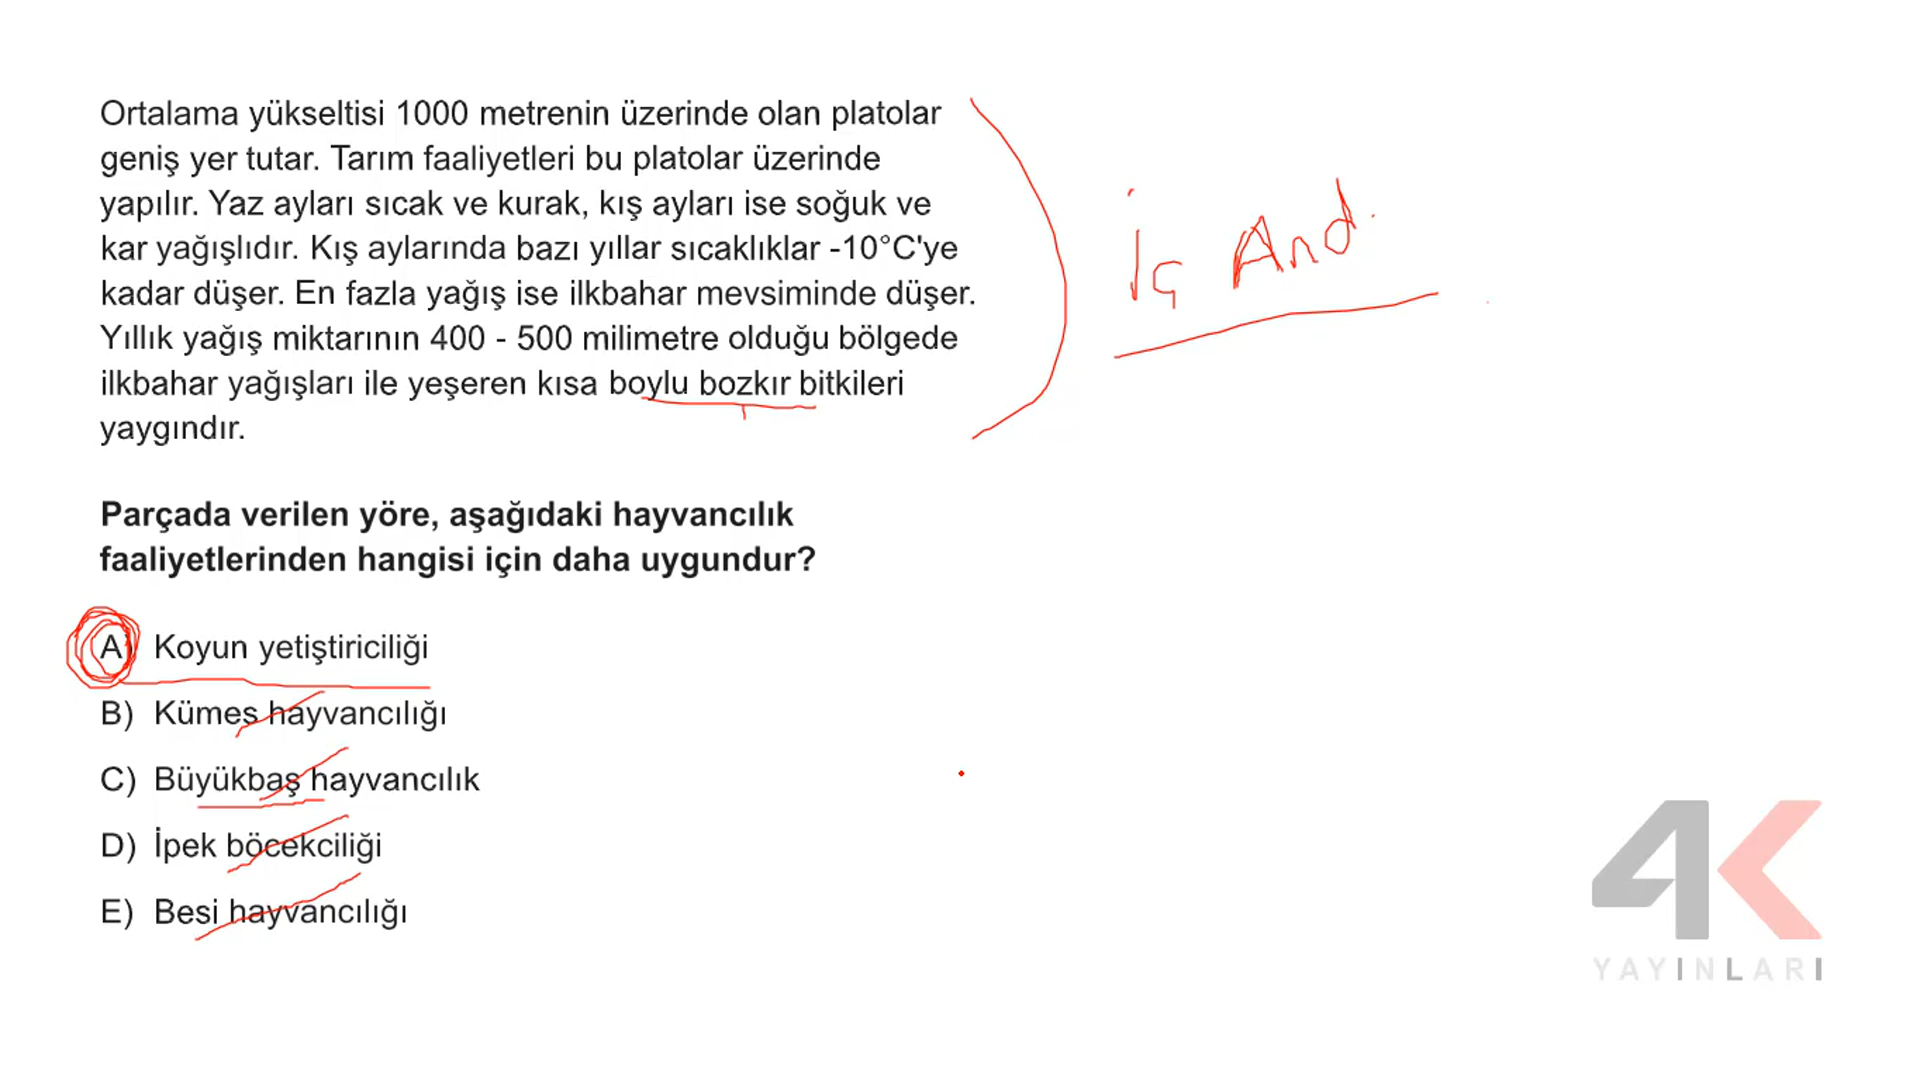 Ortalama yükseltisi 1000 metrenin üzerinde olan platolar
geniş yer tutar. Tarım faaliyetleri bu platolar üzerinde
yapılır. Yaz ayları sıcak ve kurak, kış ayları ise soğuk ve
kar yağışlıdır. Kış aylarında bazı yıllar sıcaklıklar -10°C'ye
kadar düşer. En fazla yağış ise ilkbahar mevsiminde düşer.
Yıllık yağış miktarının 400 - 500 milimetre olduğu bölgede
ilkbahar yağışları ile yeşeren kısa boylu bozkır bitkileri
yaygındır.
İç And.
Parçada verilen yöre, aşağıdaki hayvancılık
faaliyetlerinden hangisi için daha uygundur?
A) Koyun yetiştiriciliği
B) Kümes hayvancılığı
C) Büyükbaş hayvancılık
D) İpek böcekciliği
E) Besi hayvancılığı
4K
YAYINLARI